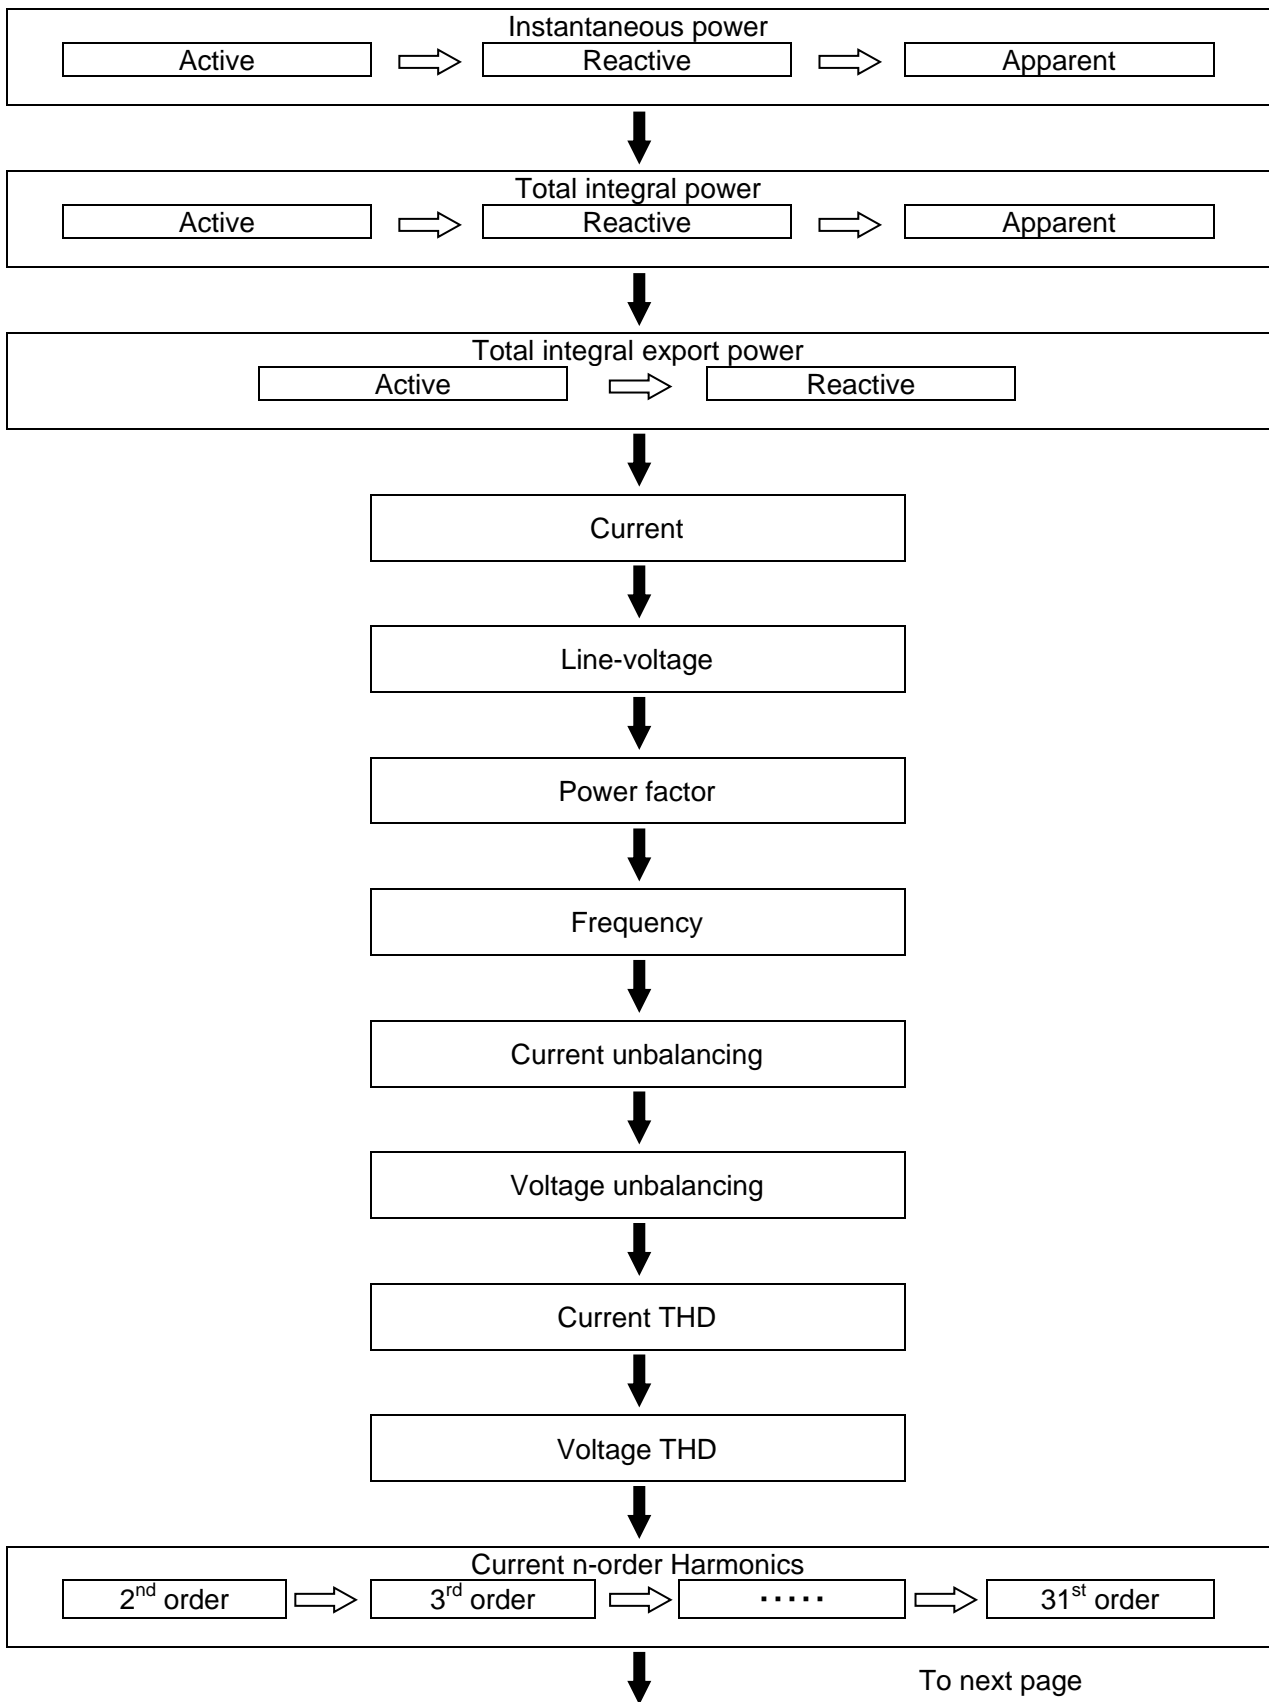 Instantaneous power
Active Reactive Apparent
Total integral power
Active Reactive Apparent
Total integral export power
Active Reactive
Current
Line-voltage
Power factor
Frequency
Current unbalancing
Voltage unbalancing
Current THD
Voltage THD
Current n-order Harmonics
2nd order 3rd order ・・・・・ 31st order
To next page